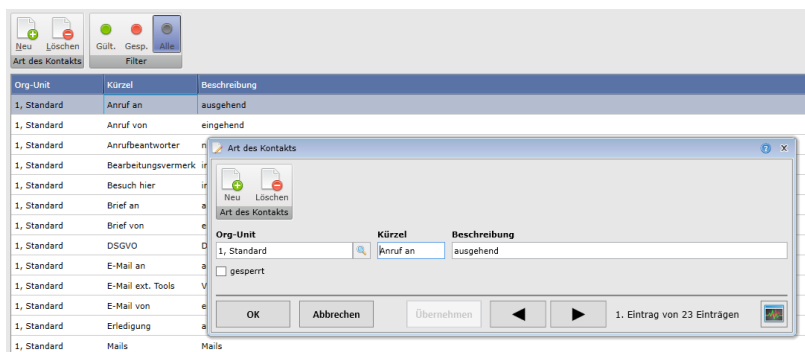 Neu Löschen
Art des Kontakts
Gült. Gesp. Alle
Filter
Org-Unit Kürzel Beschreibung
1, Standard Anruf an ausgehend
1, Standard Anruf von eingehend
1, Standard Anrufbeantworter
1, Standard Bearbeitungsvermerk
1, Standard Besuch hier
1, Standard Brief an
1, Standard Brief von
1, Standard DSGVO
1, Standard E-Mail an
1, Standard E-Mail ext. Tools
1, Standard E-Mail von
1, Standard Erledigung
1, Standard Mails Mails
Art des Kontakts
Neu Löschen
Art des Kontakts
Org-Unit Kürzel Beschreibung
1, Standard Anruf an ausgehend
gesperrt
OK Abbrechen Übernehmen 1. Eintrag von 23 Einträgen